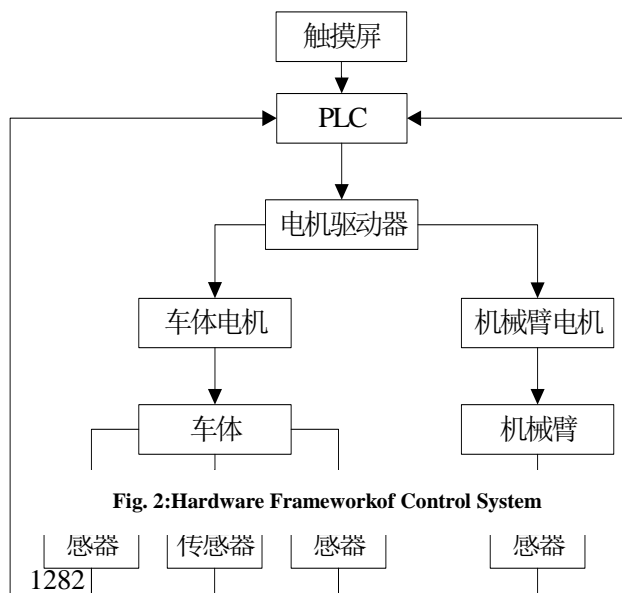 触摸屏
PLC
电机驱动器
车体电机
机械臂电机
车体
机械臂
Fig. 2:Hardware Frameworkof Control System
感器
传感器
感器
感器
1282